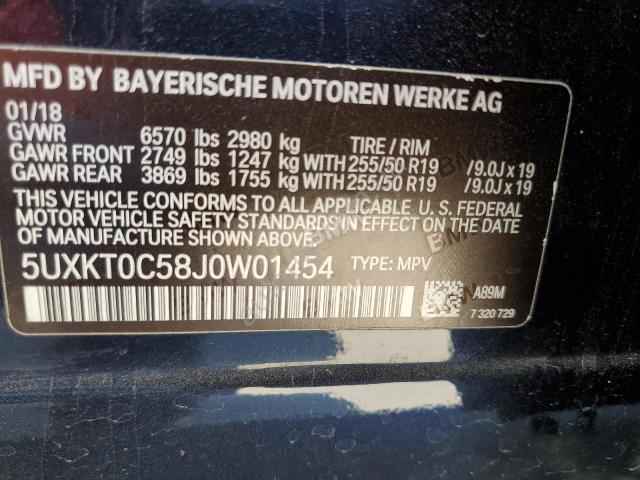 MFD BY BAYERISCHE MOTOREN WERKE AG
01/18
GVWR 6570 lbs 2980 kg TIRE / RIM
GAWR FRONT 2749 lbs 1247 kg WITH 255/50 R19 /9.0J x 19
GAWR REAR 3869 lbs 1755 kg WITH 255/50 R19 /9.0J x 19
THIS VEHICLE CONFORMS TO ALL APPLICABLE U. S. FEDERAL
MOTOR VEHICLE SAFETY STANDARDS IN EFFECT ON THE DATE
OF MANUFACTURE SHOWN ABOVE.
5UXKT0C58J0W01454 TYPE: MPV
A89M
7 320 729